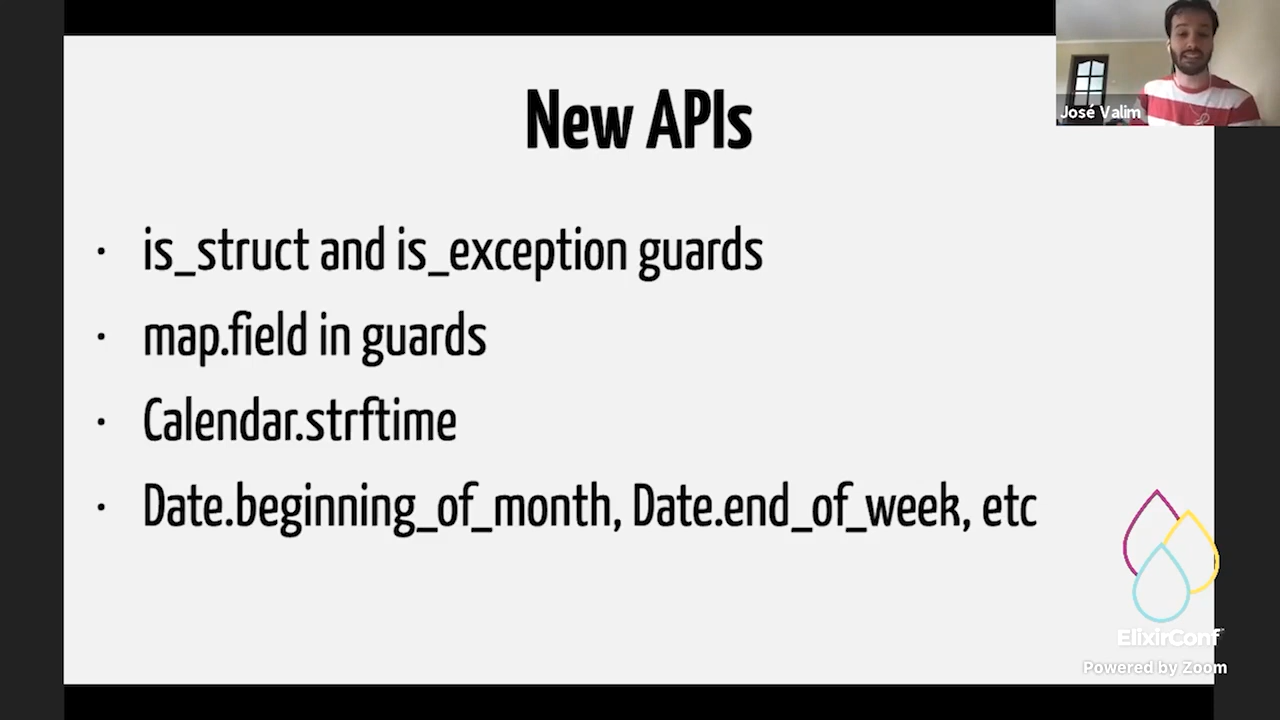 New APIs
José Valim
· is_struct and is_exception guards
· map.field in guards
· Calendar.strftime
· Date.beginning_of_month, Date.end_of_week, etc
ElixirConf
Powered by Zoom